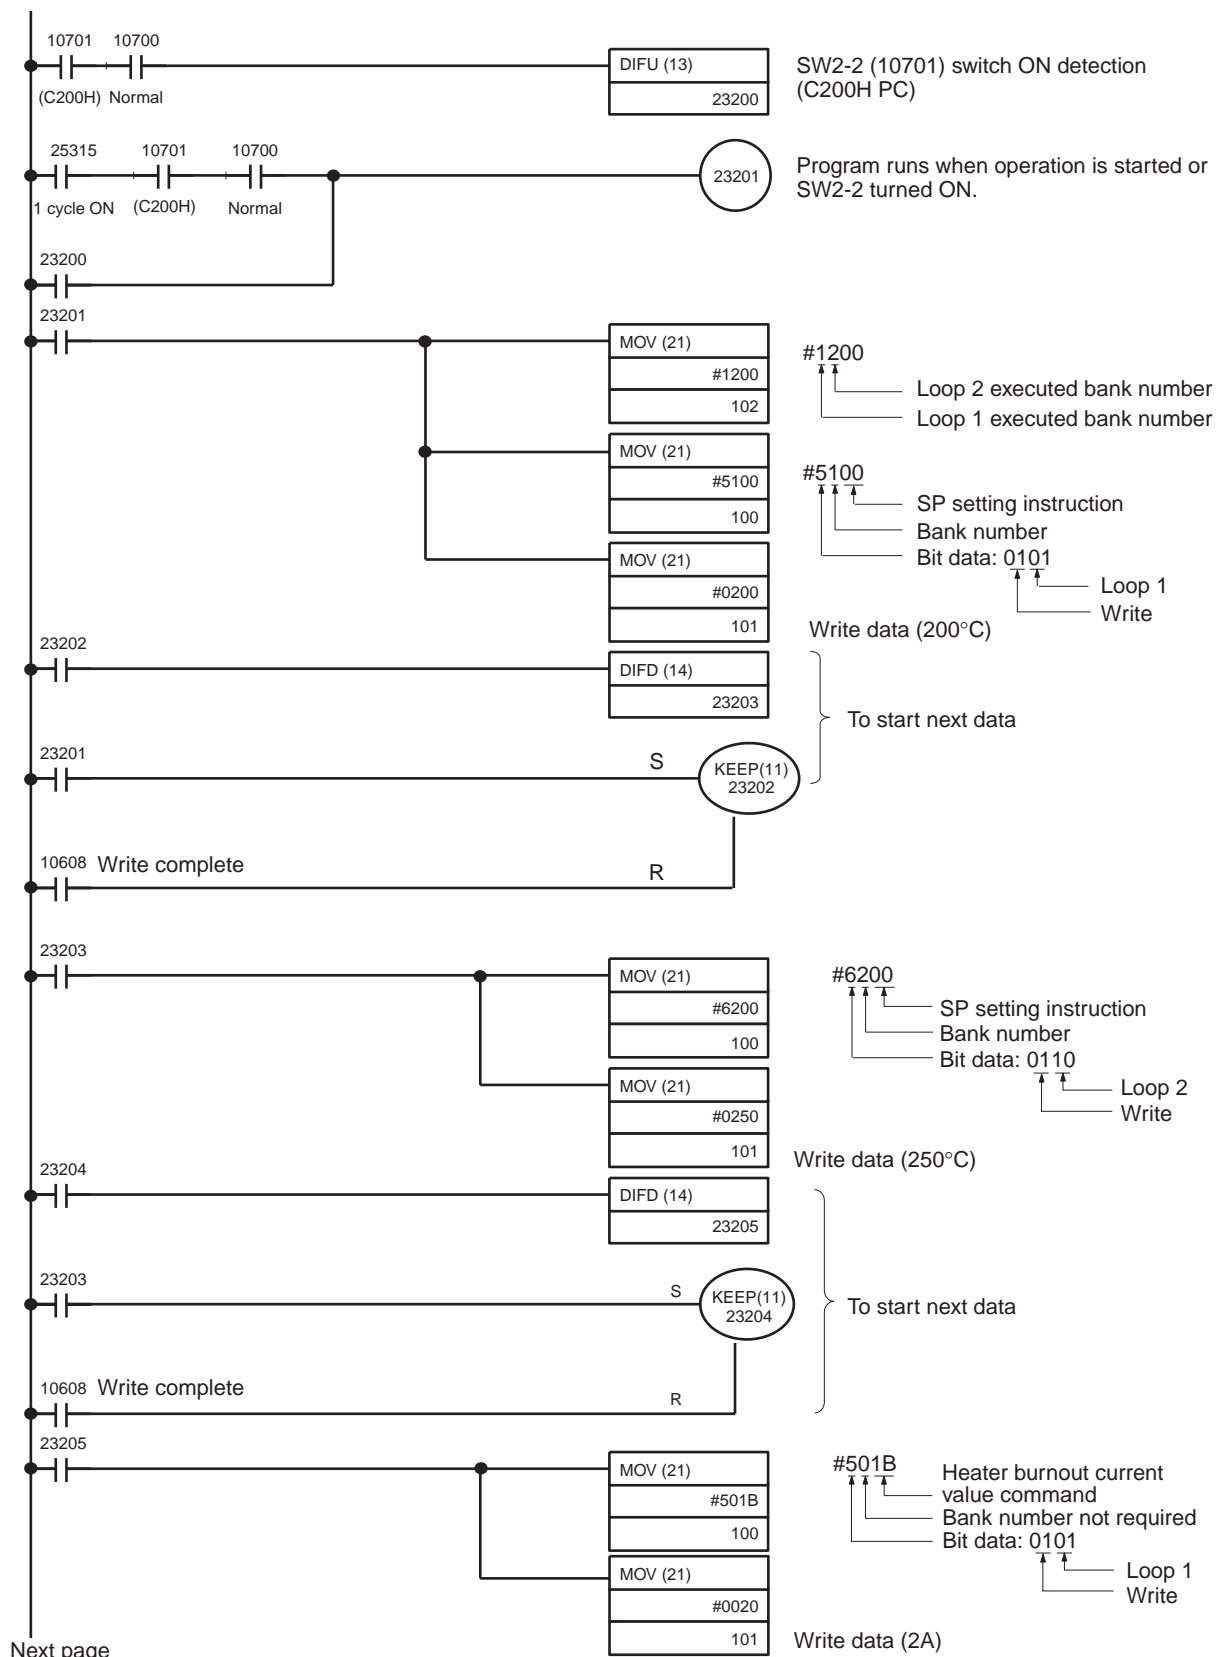 10701 10700
DIFU (13)
23200
(C200H) Normal
SW2-2 (10701) switch ON detection
(C200H PC)
25315 10701 10700
1 cycle ON (C200H) Normal
23201
Program runs when operation is started or
SW2-2 turned ON.
23200
23201
MOV (21)
#1200
102
#1200
Loop 2 executed bank number
Loop 1 executed bank number
MOV (21)
#5100
100
#5100
SP setting instruction
Bank number
Bit data: 0101
Loop 1
Write
MOV (21)
#0200
101
Write data (200°C)
23202
DIFD (14)
23203
To start next data
23201
S
KEEP(11)
23202
10608 Write complete
R
23203
MOV (21)
#6200
100
#6200
SP setting instruction
Bank number
Bit data: 0110
Loop 2
Write
MOV (21)
#0250
101
Write data (250°C)
23204
DIFD (14)
23205
23203
S
KEEP(11)
23204
To start next data
10608 Write complete
R
23205
MOV (21)
#501B
100
#501B
Heater burnout current
value command
Bank number not required
Bit data: 0101
Loop 1
Write
MOV (21)
#0020
101
Write data (2A)
Next page